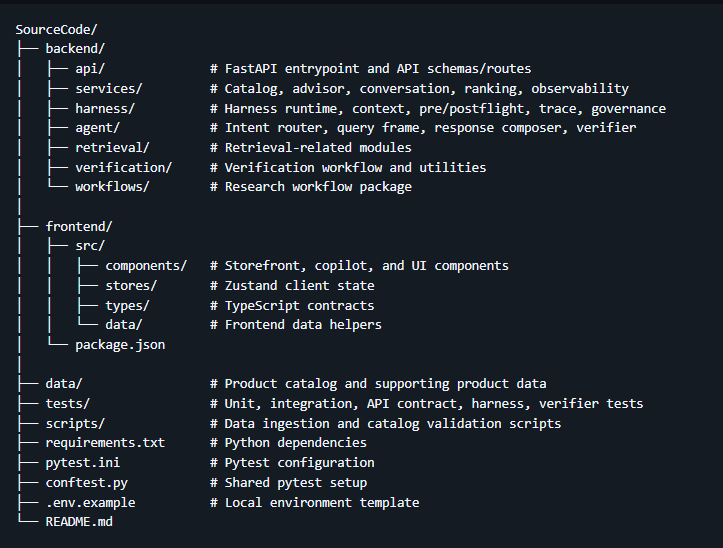 SourceCode/
├── backend/
│   ├── api/             # FastAPI entrypoint and API schemas/routes
│   ├── services/        # Catalog, advisor, conversation, ranking, observability
│   ├── harness/         # Harness runtime, context, pre/postflight, trace, governance
│   ├── agent/           # Intent router, query frame, response composer, verifier
│   ├── retrieval/       # Retrieval-related modules
│   ├── verification/    # Verification workflow and utilities
│   └── workflows/       # Research workflow package
│
├── frontend/
│   ├── src/
│   │   ├── components/  # Storefront, copilot, and UI components
│   │   ├── stores/      # Zustand client state
│   │   ├── types/       # TypeScript contracts
│   │   └── data/        # Frontend data helpers
│   └── package.json
│
├── data/                # Product catalog and supporting product data
├── tests/               # Unit, integration, API contract, harness, verifier tests
├── scripts/             # Data ingestion and catalog validation scripts
├── requirements.txt     # Python dependencies
├── pytest.ini           # Pytest configuration
├── conftest.py          # Shared pytest setup
├── .env.example         # Local environment template
└── README.md